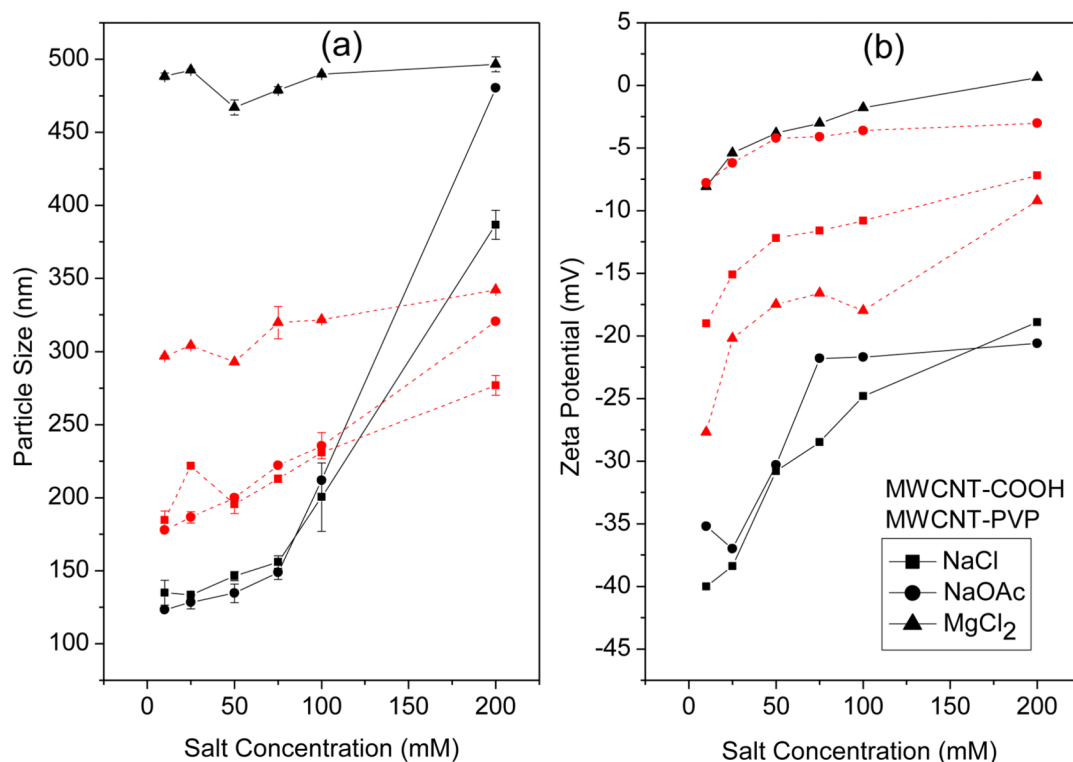 (a)
500
450
400
350
300
250
200
150
100
0 50 100 150 200
Particle Size (nm)
Salt Concentration (mM)
(b)
5
0
-5
-10
-15
-20
-25
-30
-35
-40
-45
0 50 100 150 200
Zeta Potential (mV)
Salt Concentration (mM)
MWCNT-COOH
MWCNT-PVP
NaCl
NaOAc
MgCl₂